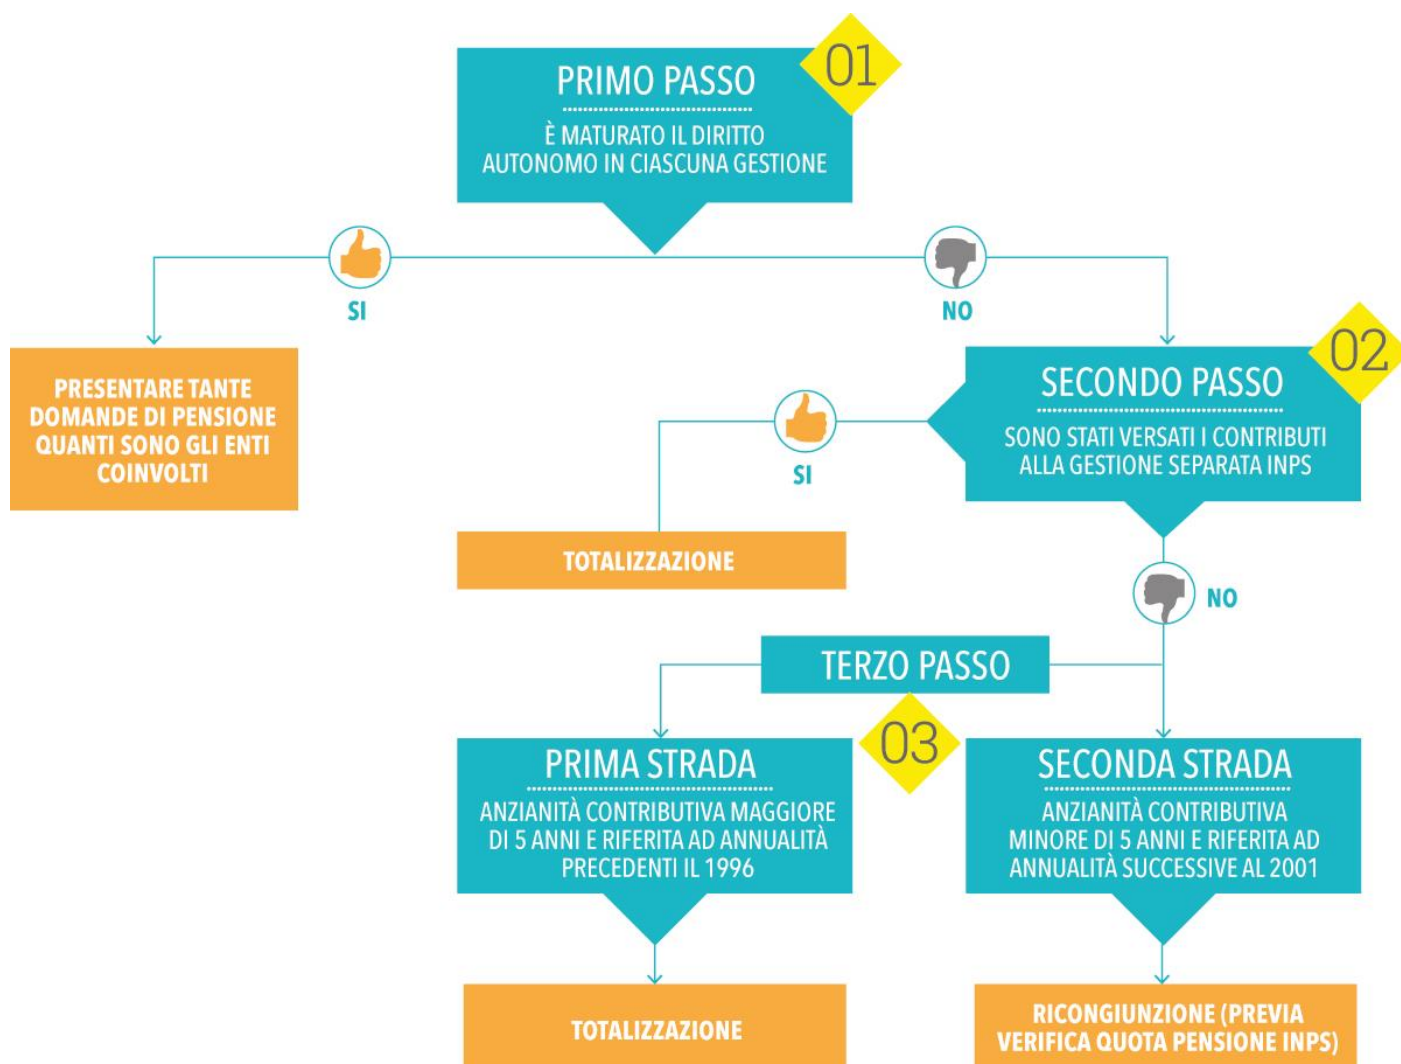 PRIMO PASSO
01
È MATURATO IL DIRITTO
AUTONOMO IN CIASCUNA GESTIONE
SI
NO
PRESENTARE TANTE
DOMANDE DI PENSIONE
QUANTI SONO GLI ENTI
COINVOLTI
SECONDO PASSO
02
SONO STATI VERSATI I CONTRIBUTI
ALLA GESTIONE SEPARATA INPS
SI
TOTALIZZAZIONE
NO
TERZO PASSO
03
PRIMA STRADA
ANZIANITÀ CONTRIBUTIVA MAGGIORE
DI 5 ANNI E RIFERITA AD ANNUALITÀ
PRECEDENTI IL 1996
SECONDA STRADA
ANZIANITÀ CONTRIBUTIVA
MINORE DI 5 ANNI E RIFERITA AD
ANNUALITÀ SUCCESSIVE AL 2001
TOTALIZZAZIONE
RICONGIUNZIONE (PREVIA
VERIFICA QUOTA PENSIONE INPS)